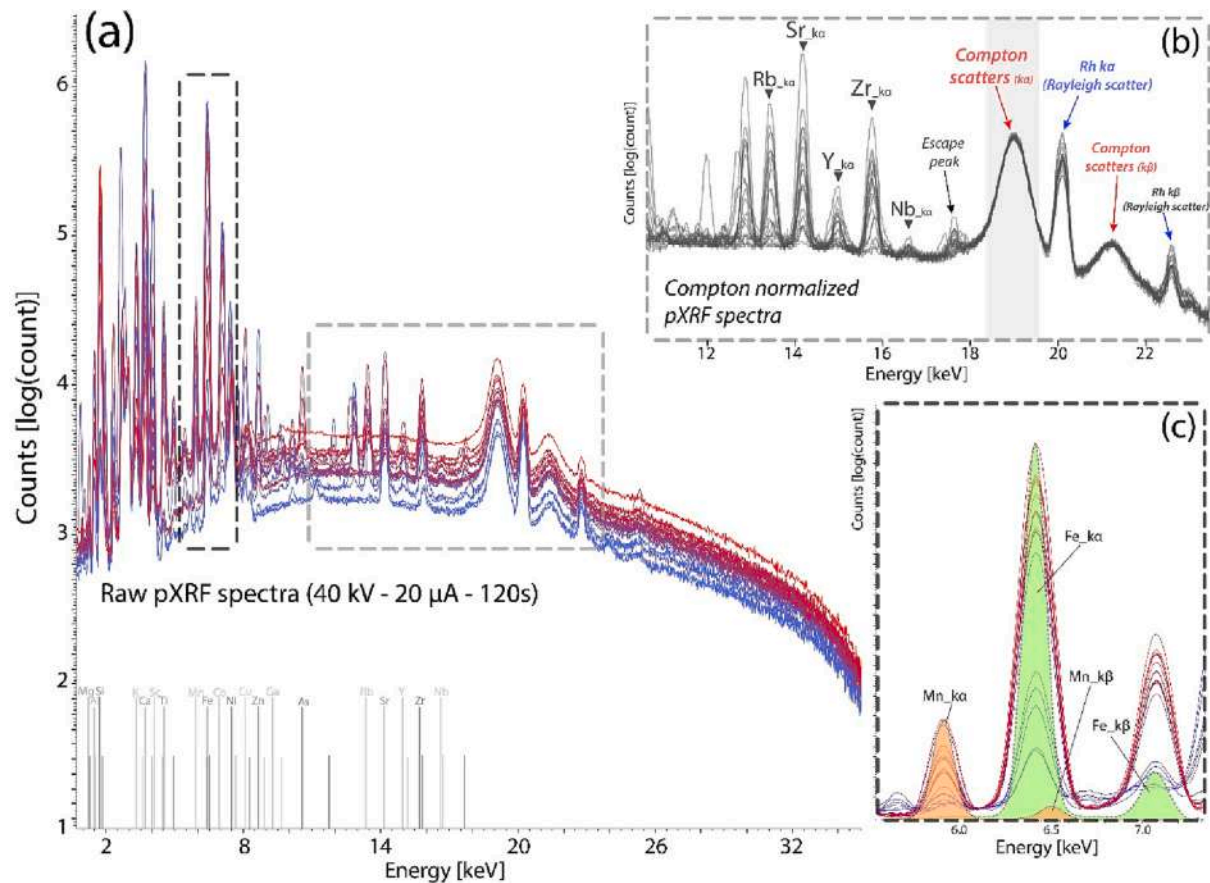 (a)
Counts [log(count)]
6
5
4
3
2
1
Raw pXRF spectra (40 kV - 20 µA - 120s)
Mg Si K Sc Mn Co Cu Ga Rb Y Nb
Al Ca Ti Fe Ni Zn As Sr Zr
2 8 14 20 26 32
Energy [keV]
(b)
Counts [log(count)]
Sr_kα
Rb_kα
Zr_kα
Y_kα
Nb_kα
Escape
peak
Compton
scatters (kα)
Rh kα
(Rayleigh scatter)
Compton
scatters (kβ)
Rh kβ
(Rayleigh scatter)
Compton normalized
pXRF spectra
12 14 16 18 20 22
Energy [keV]
(c)
Counts [log(count)]
Fe_kα
Mn_kα
Mn_kβ
Fe_kβ
6.0 6.5 7.0
Energy [keV]